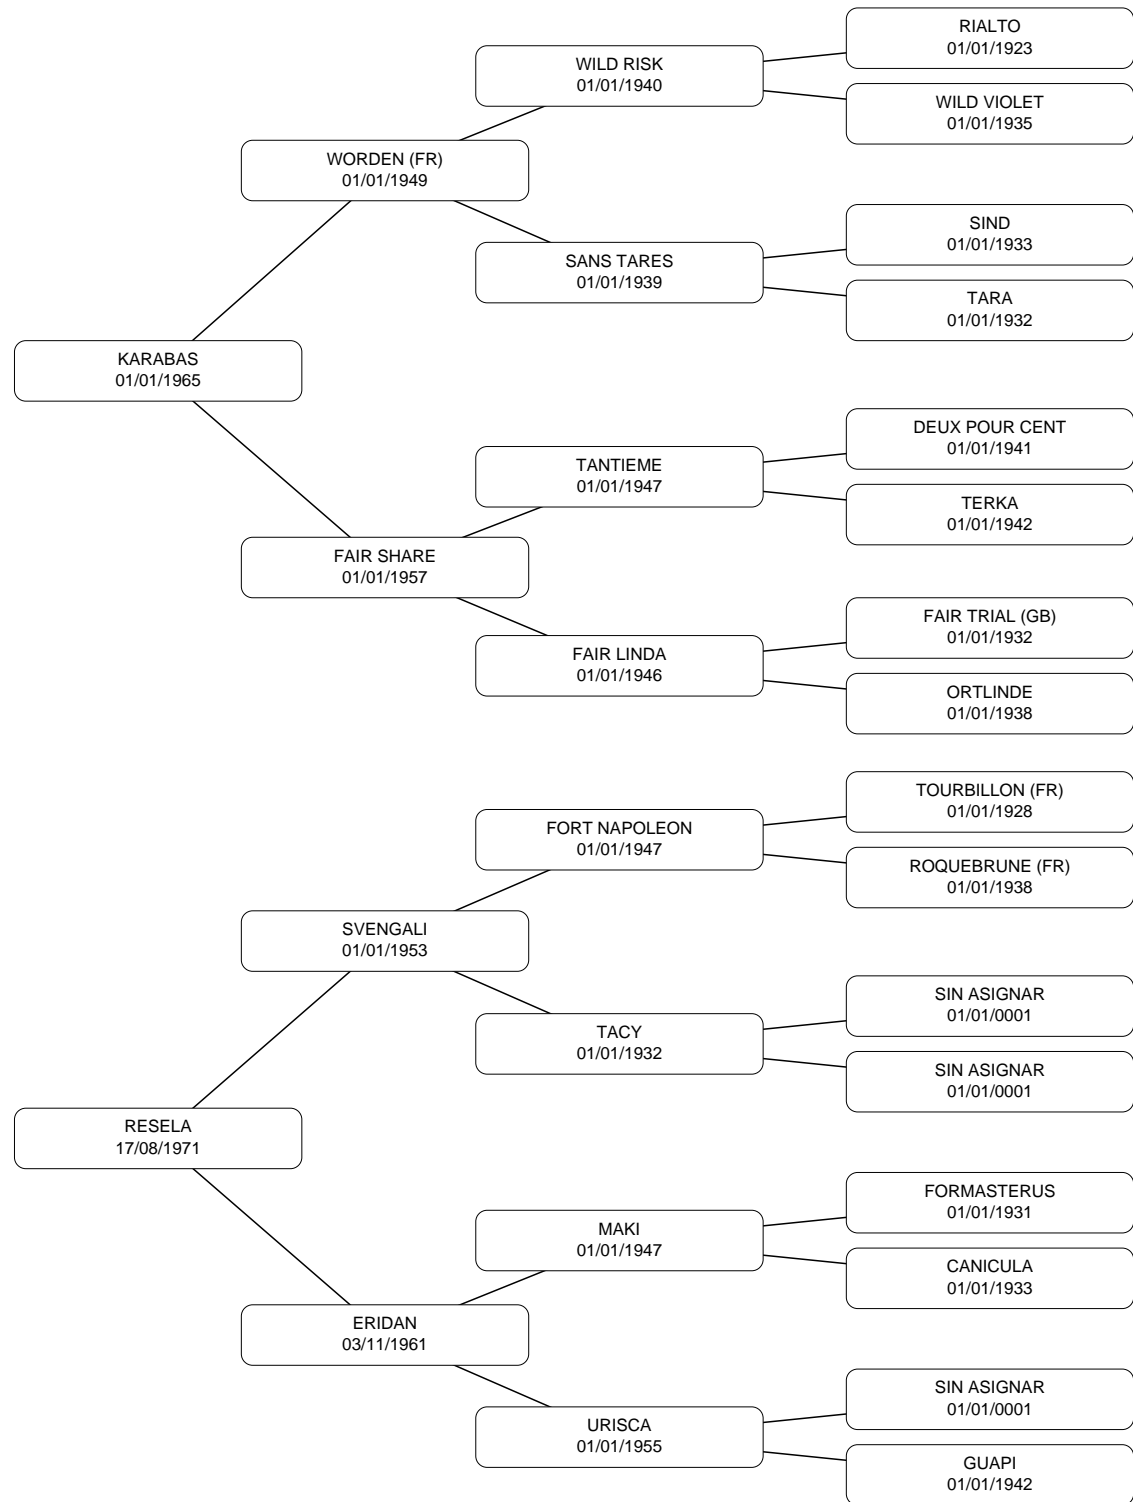 RIALTO
01/01/1923
WILD RISK
01/01/1940
WILD VIOLET
01/01/1935
WORDEN (FR)
01/01/1949
SIND
01/01/1933
SANS TARES
01/01/1939
TARA
01/01/1932
KARABAS
01/01/1965
DEUX POUR CENT
01/01/1941
TANTIEME
01/01/1947
TERKA
01/01/1942
FAIR SHARE
01/01/1957
FAIR TRIAL (GB)
01/01/1932
FAIR LINDA
01/01/1946
ORTLINDE
01/01/1938
TOURBILLON (FR)
01/01/1928
FORT NAPOLEON
01/01/1947
ROQUEBRUNE (FR)
01/01/1938
SVENGALI
01/01/1953
SIN ASIGNAR
01/01/0001
TACY
01/01/1932
SIN ASIGNAR
01/01/0001
RESELA
17/08/1971
FORMASTERUS
01/01/1931
MAKI
01/01/1947
CANICULA
01/01/1933
ERIDAN
03/11/1961
SIN ASIGNAR
01/01/0001
URISCA
01/01/1955
GUAPI
01/01/1942